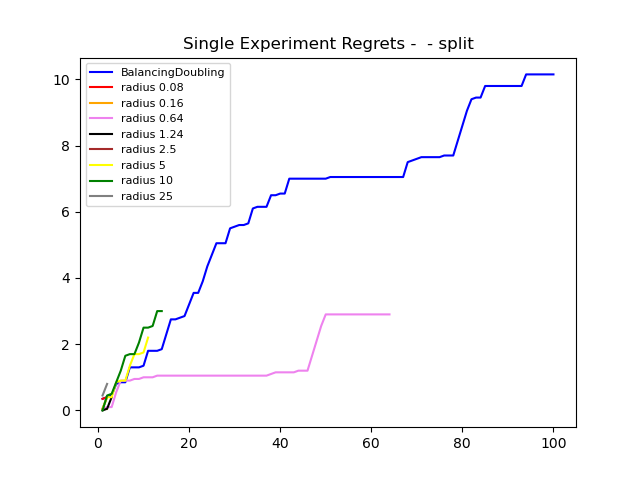 Single Experiment Regrets -  - split
BalancingDoubling
radius 0.08
radius 0.16
radius 0.64
radius 1.24
radius 2.5
radius 5
radius 10
radius 25
10
8
6
4
2
0
0 20 40 60 80 100